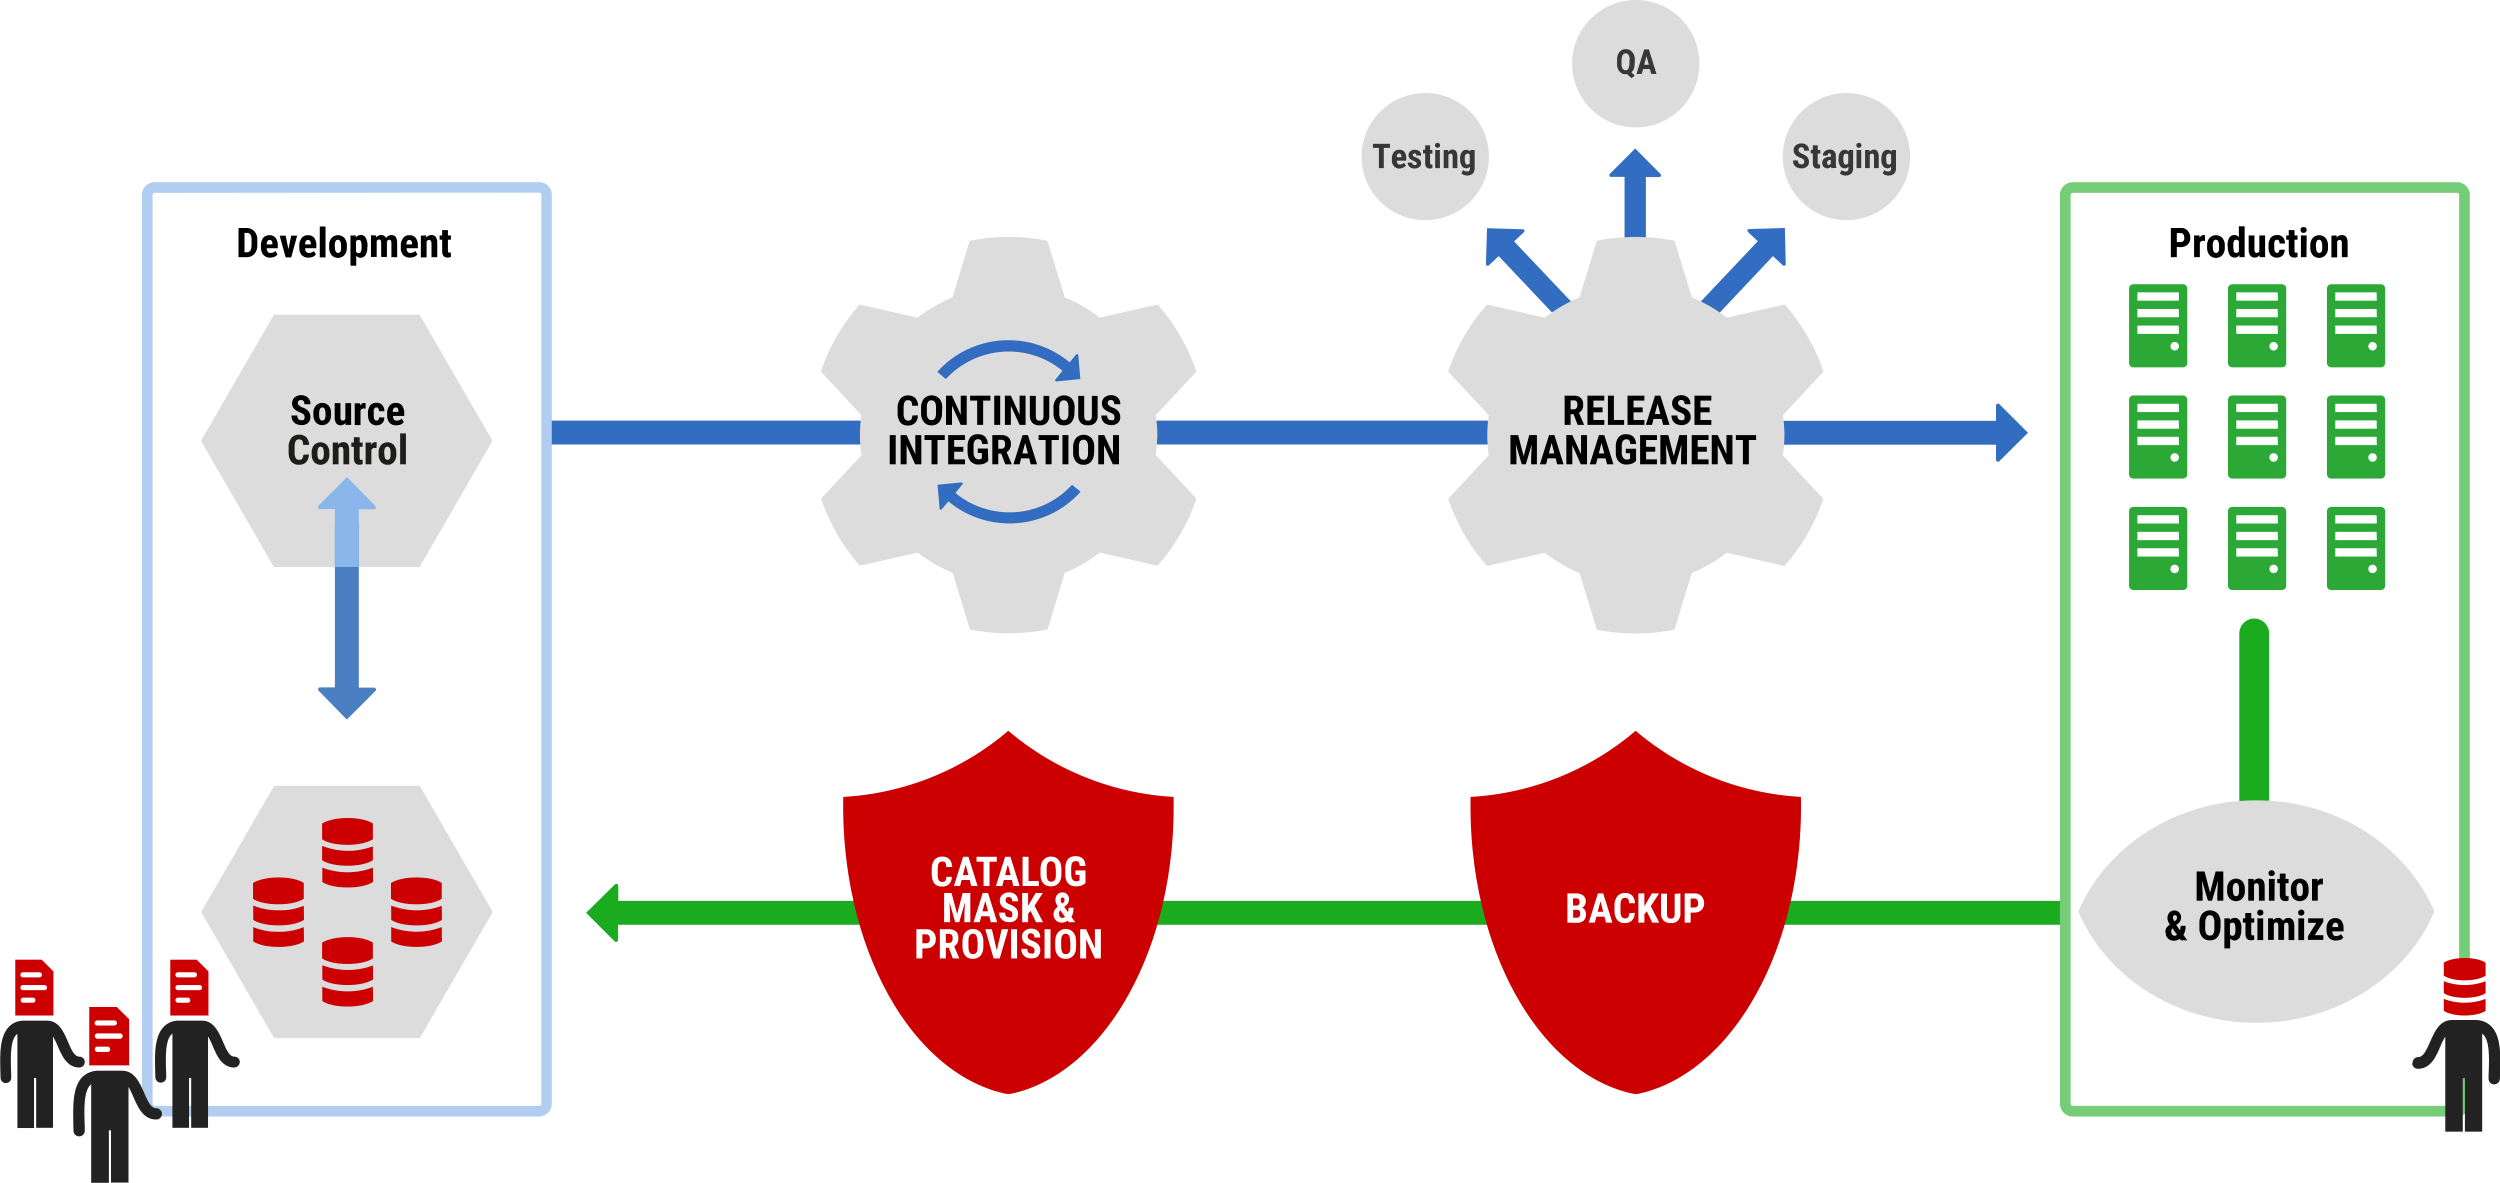 QA
Testing
Staging
Development
Production
Source
Control
CONTINUOUS
INTEGRATION
RELEASE
MANAGEMENT
CATALOG
MASK &
PROVISION
BACKUP
Monitor
& Optimize